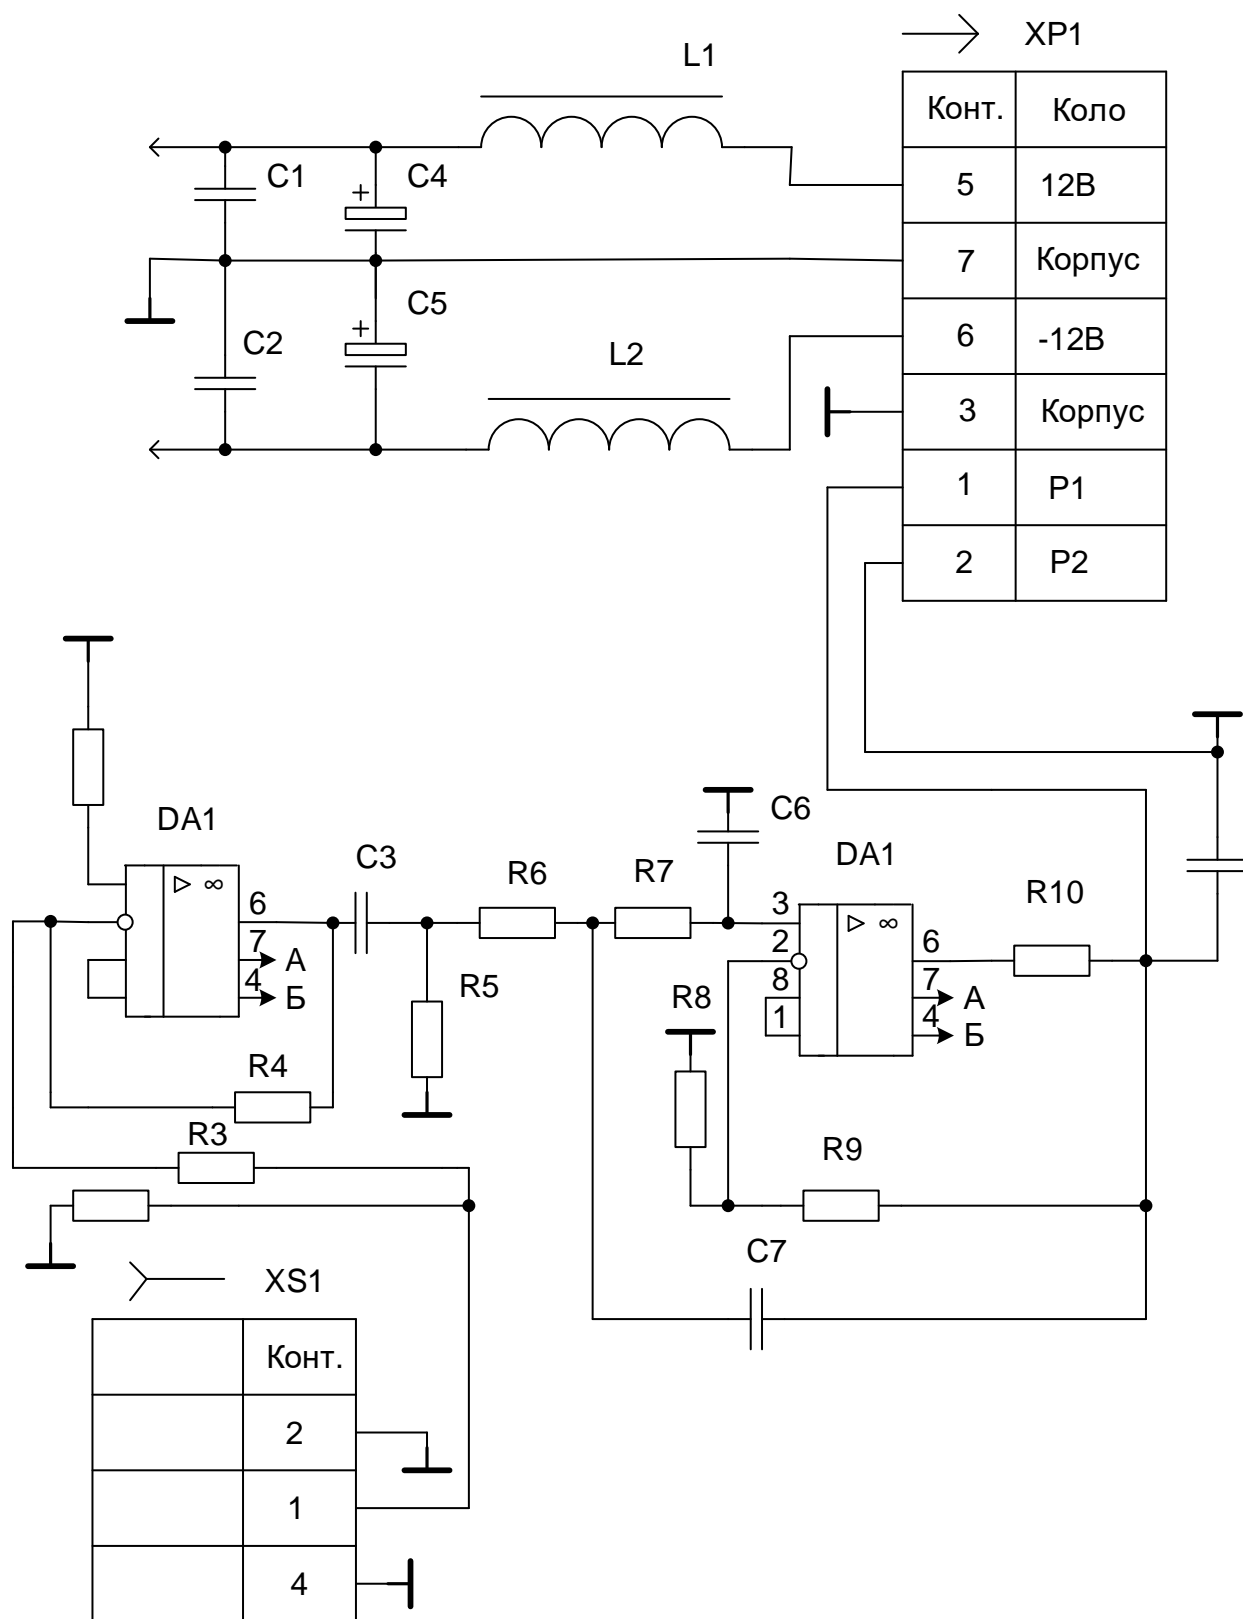 XP1
L1
Конт. Коло
C1
C4
5 12В
7 Корпус
C5
C2
L2
6 -12В
3 Корпус
1 P1
2 P2
DA1
C6
C3
DA1
R6
R7
R10
▷ ∞
6
7
А
4
Б
3
2
8
1
▷ ∞
6
7
А
4
Б
R5
R8
R4
R3
R9
C7
XS1
Конт.
2
1
4